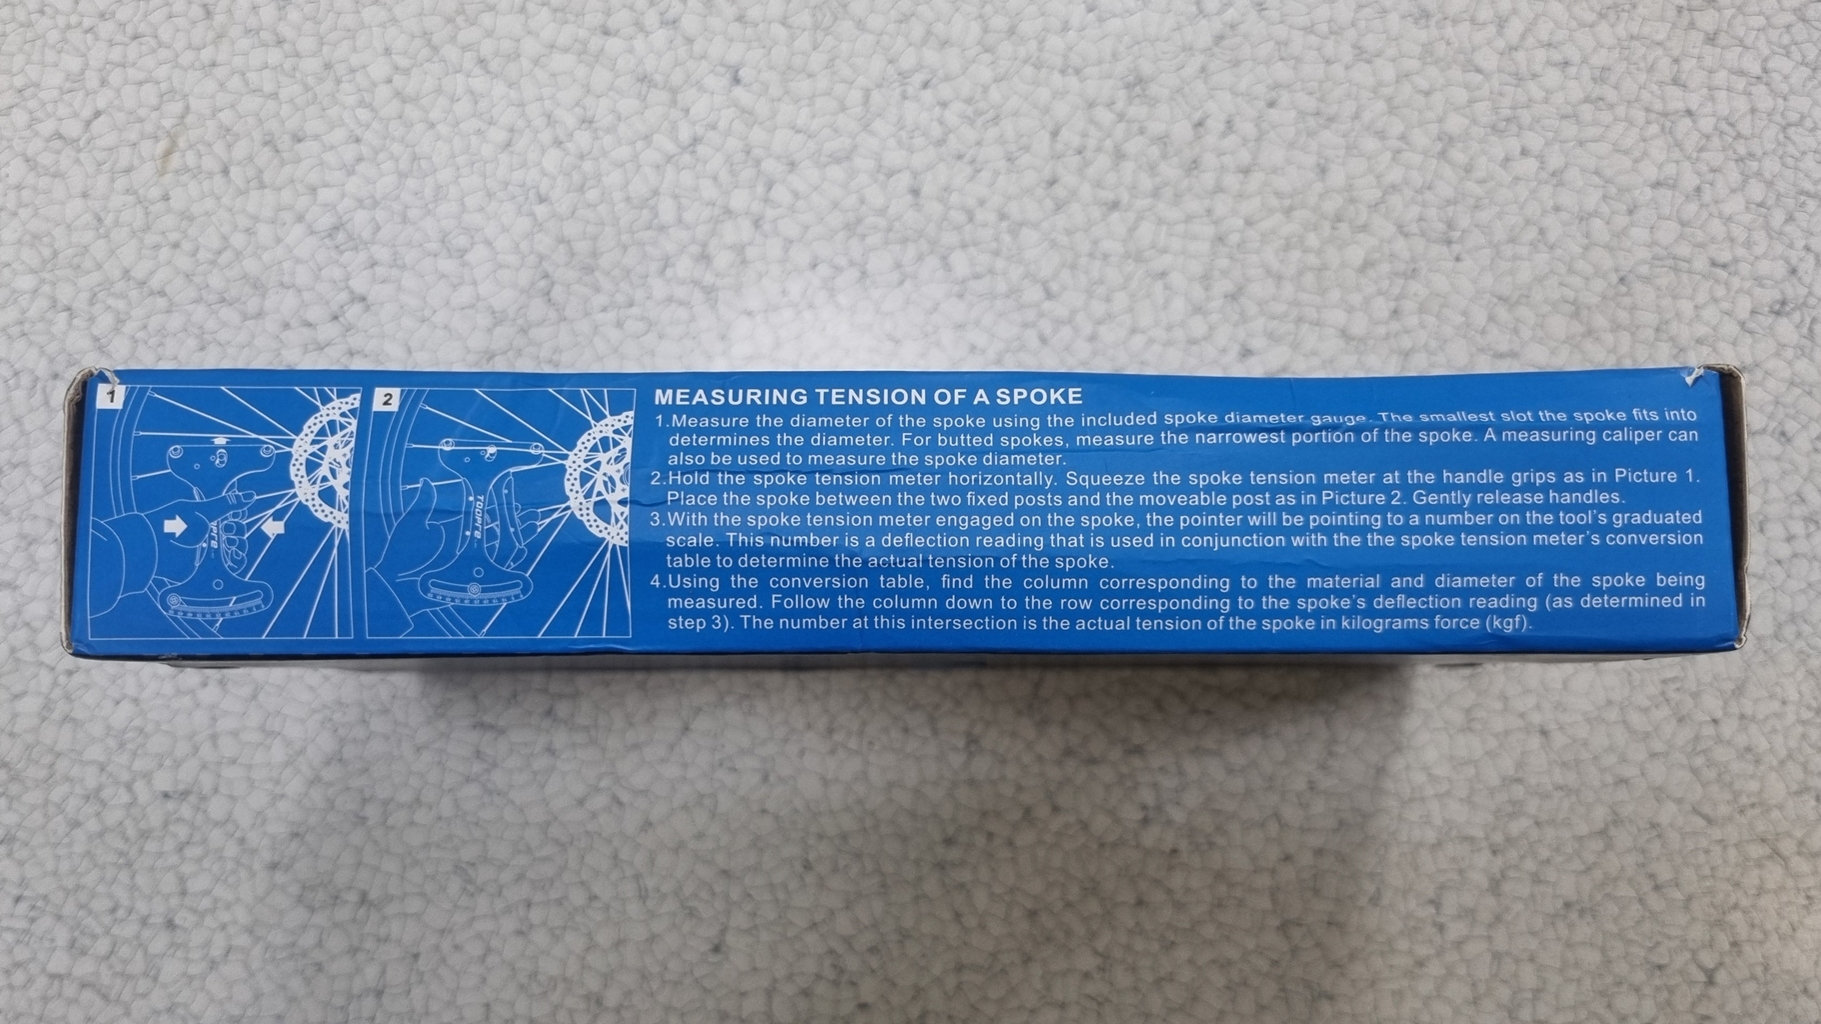 1
2
MEASURING TENSION OF A SPOKE
1.Measure the diameter of the spoke using the included spoke diameter gauge. The smallest slot the spoke fits into
determines the diameter. For butted spokes, measure the narrowest portion of the spoke. A measuring caliper can
also be used to measure the spoke diameter.
2.Hold the spoke tension meter horizontally. Squeeze the spoke tension meter at the handle grips as in Picture 1.
Place the spoke between the two fixed posts and the moveable post as in Picture 2. Gently release handles.
3.With the spoke tension meter engaged on the spoke, the pointer will be pointing to a number on the tool's graduated
scale. This number is a deflection reading that is used in conjunction with the the spoke tension meter's conversion
table to determine the actual tension of the spoke.
4.Using the conversion table, find the column corresponding to the material and diameter of the spoke being
measured. Follow the column down to the row corresponding to the spoke's deflection reading (as determined in
step 3). The number at this intersection is the actual tension of the spoke in kilograms force (kgf).